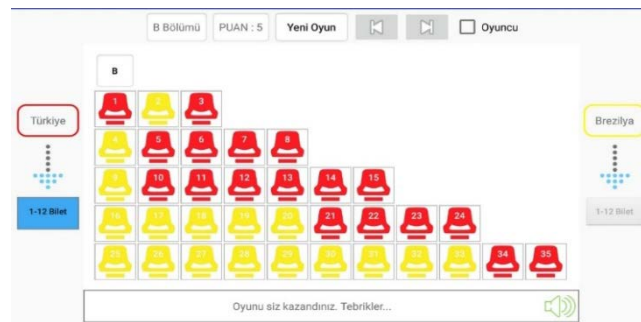 B Bölümü PUAN : 5 Yeni Oyun Oyuncu
B
1 2 3
Türkiye Brezilya
4 5 6 7 8
9 10 11 12 13 14 15
1-12 Bilet 1-12 Bilet
16 17 18 19 20 21 22 23 24
25 26 27 28 29 30 31 32 33 34 35
Oyunu siz kazandınız. Tebrikler...